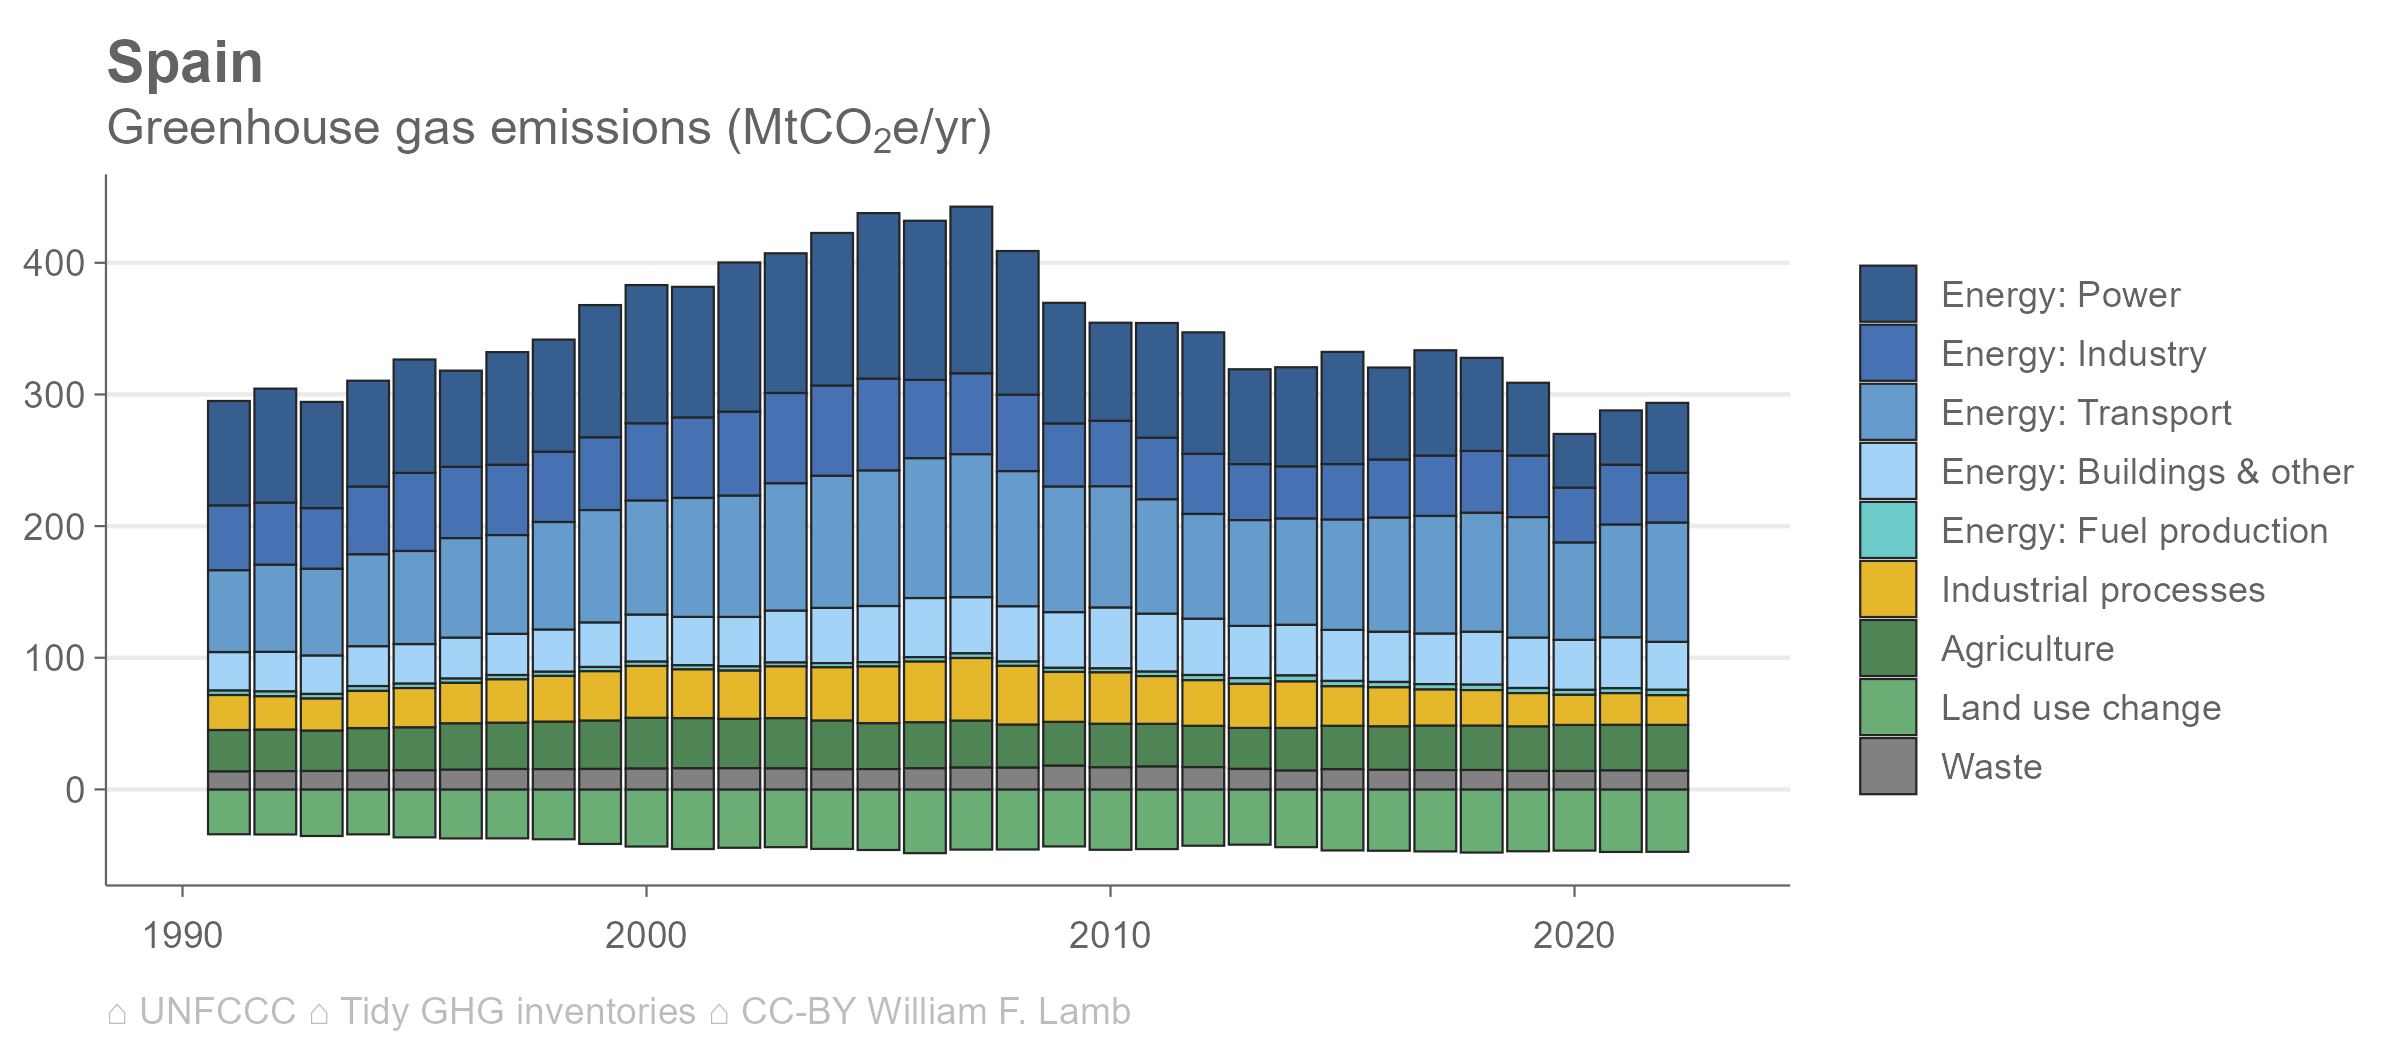 Spain
Greenhouse gas emissions (MtCO₂e/yr)
400
300
200
100
0
1990
2000
2010
2020
Energy: Power
Energy: Industry
Energy: Transport
Energy: Buildings & other
Energy: Fuel production
Industrial processes
Agriculture
Land use change
Waste
⌂ UNFCCC ⌂ Tidy GHG inventories ⌂ CC-BY William F. Lamb